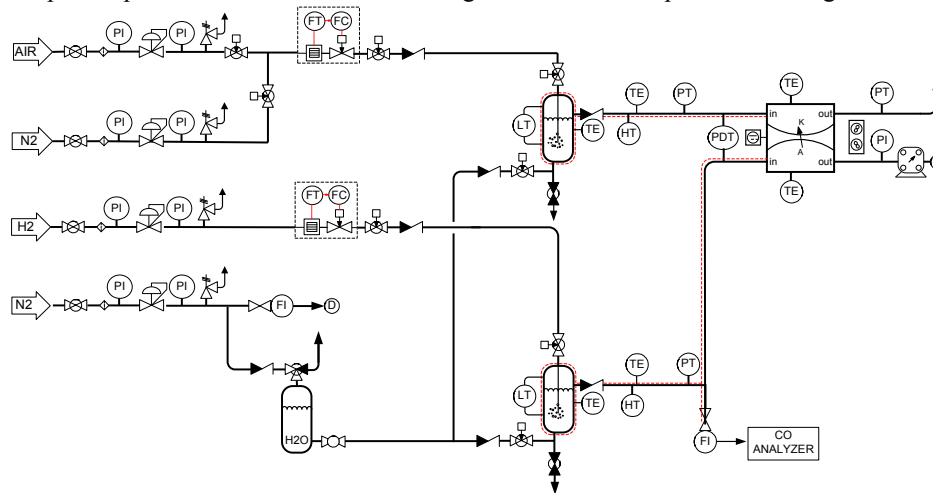 FT FC
AIR PI PI
TE
N2 PI PI
LT TE
TE PT
HT PDT
in K out
in A out
PT
PI
TE
H2 PI PI
FT FC
N2 PI PI
FI D
H2O
LT TE
TE PT
HT
FI
CO
ANALYZER